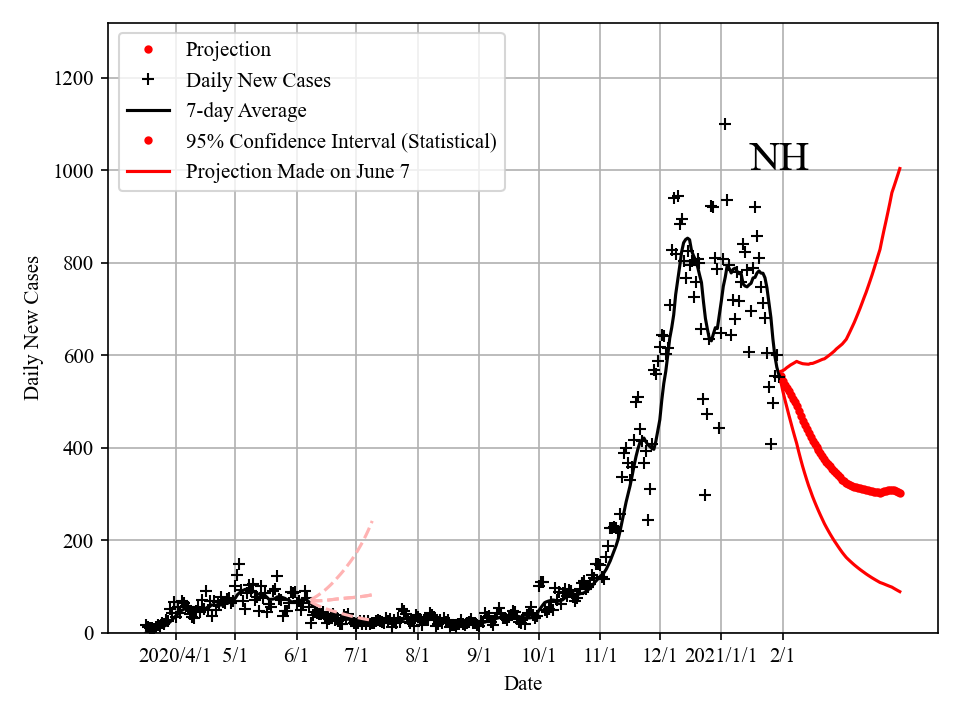 Projection
Daily New Cases
7-day Average
95% Confidence Interval (Statistical)
Projection Made on June 7
NH
1200
1000
800
600
400
200
0
Daily New Cases
2020/4/1 5/1 6/1 7/1 8/1 9/1 10/1 11/1 12/1 2021/1/1 2/1
Date